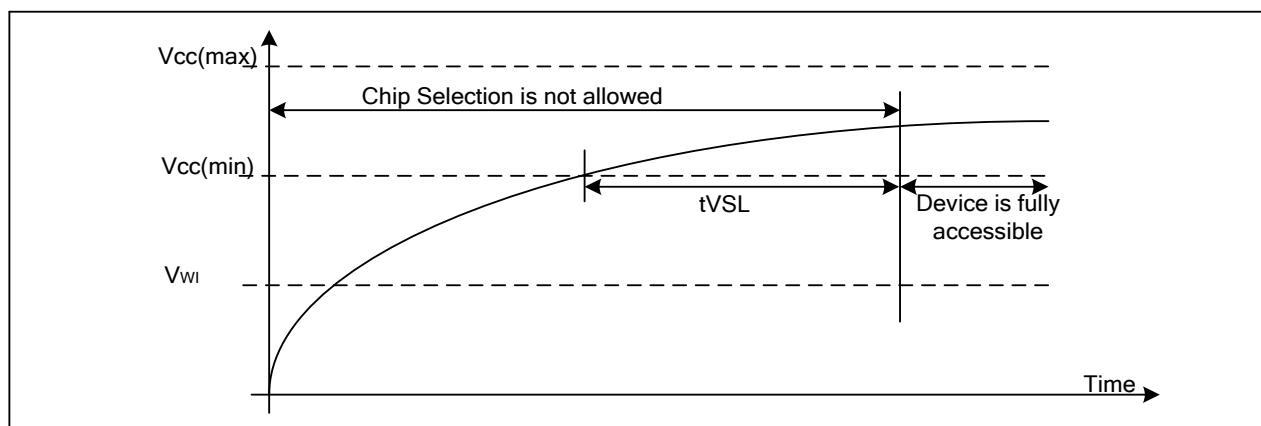 Vcc(max)
Chip Selection is not allowed
Vcc(min)
tVSL
Device is fully
accessible
VWI
Time